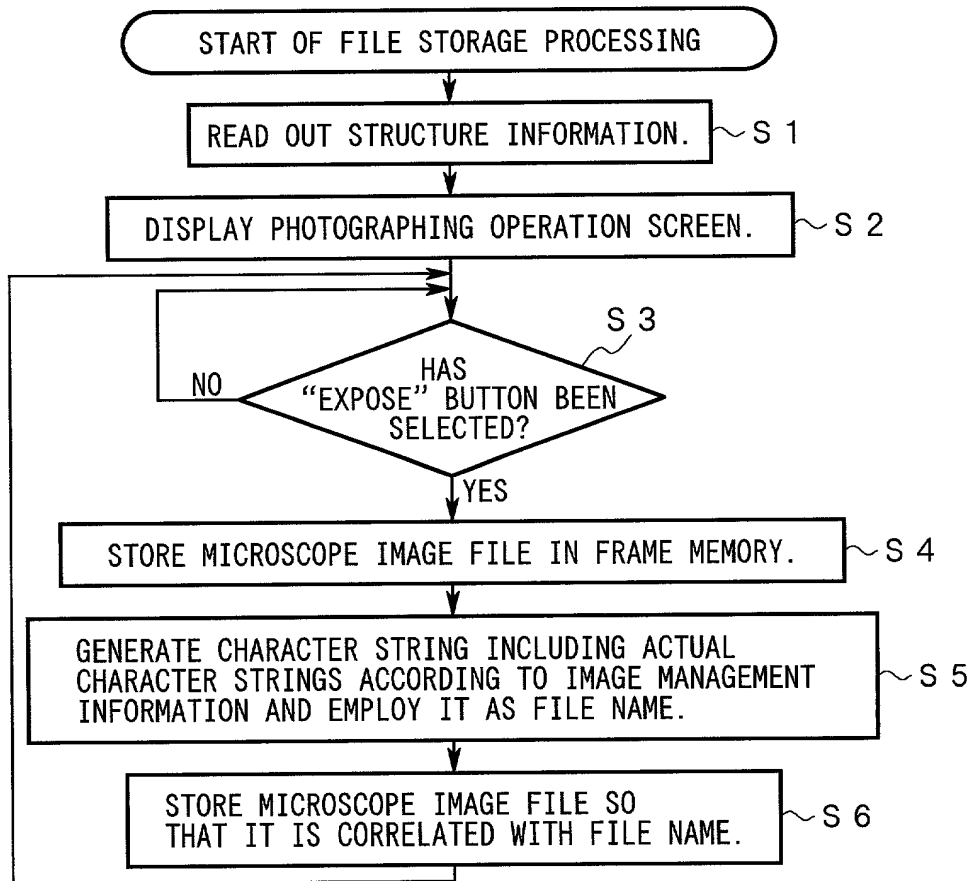 START OF FILE STORAGE PROCESSING
READ OUT STRUCTURE INFORMATION.
S 1
DISPLAY PHOTOGRAPHING OPERATION SCREEN.
S 2
S 3
HAS
“EXPOSE” BUTTON BEEN
SELECTED?
NO
YES
STORE MICROSCOPE IMAGE FILE IN FRAME MEMORY.
S 4
GENERATE CHARACTER STRING INCLUDING ACTUAL
CHARACTER STRINGS ACCORDING TO IMAGE MANAGEMENT
INFORMATION AND EMPLOY IT AS FILE NAME.
S 5
STORE MICROSCOPE IMAGE FILE SO
THAT IT IS CORRELATED WITH FILE NAME.
S 6